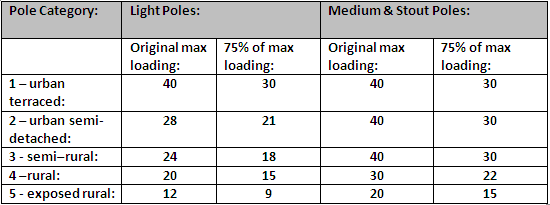 Pole Category: Light Poles: Medium & Stout Poles:
Original max loading: 75% of max loading: Original max loading: 75% of max loading:
1 – urban terraced: 40 30 40 30
2 – urban semi-detached: 28 21 40 30
3 - semi–rural: 24 18 40 30
4 –rural: 20 15 30 22
5 - exposed rural: 12 9 20 15